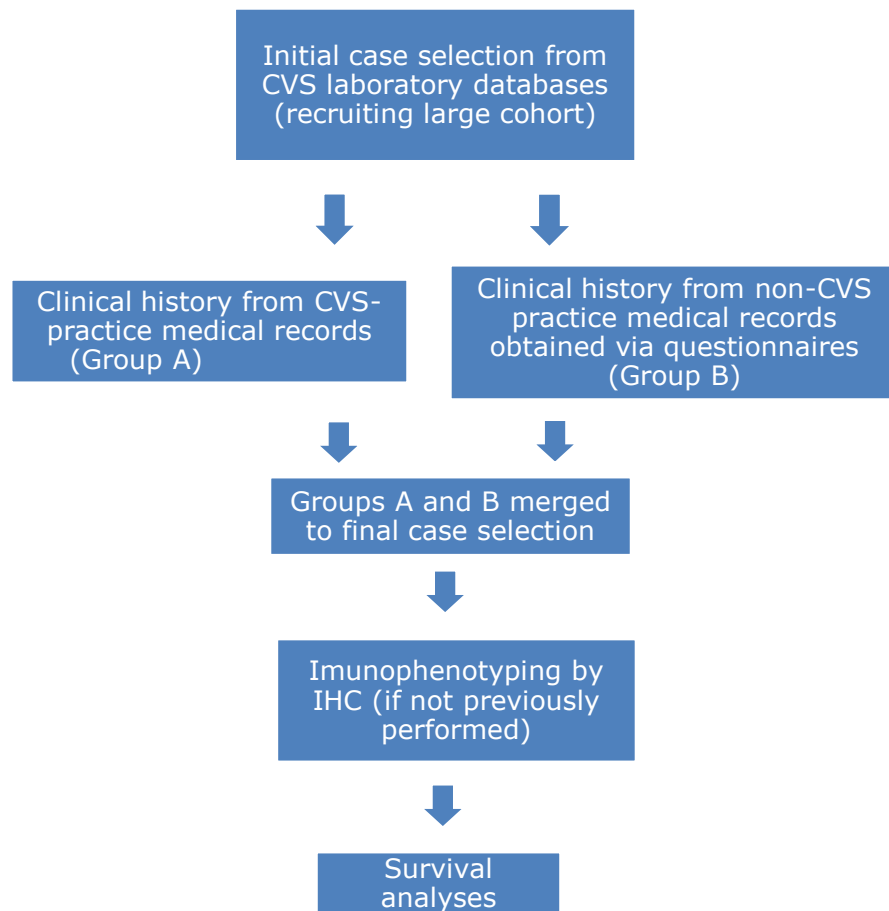 Initial case selection from
CVS laboratory databases
(recruiting large cohort)
Clinical history from CVS-
practice medical records
(Group A)
Clinical history from non-CVS
practice medical records
obtained via questionnaires
(Group B)
Groups A and B merged
to final case selection
Imunophenotyping by
IHC (if not previously
performed)
Survival
analyses